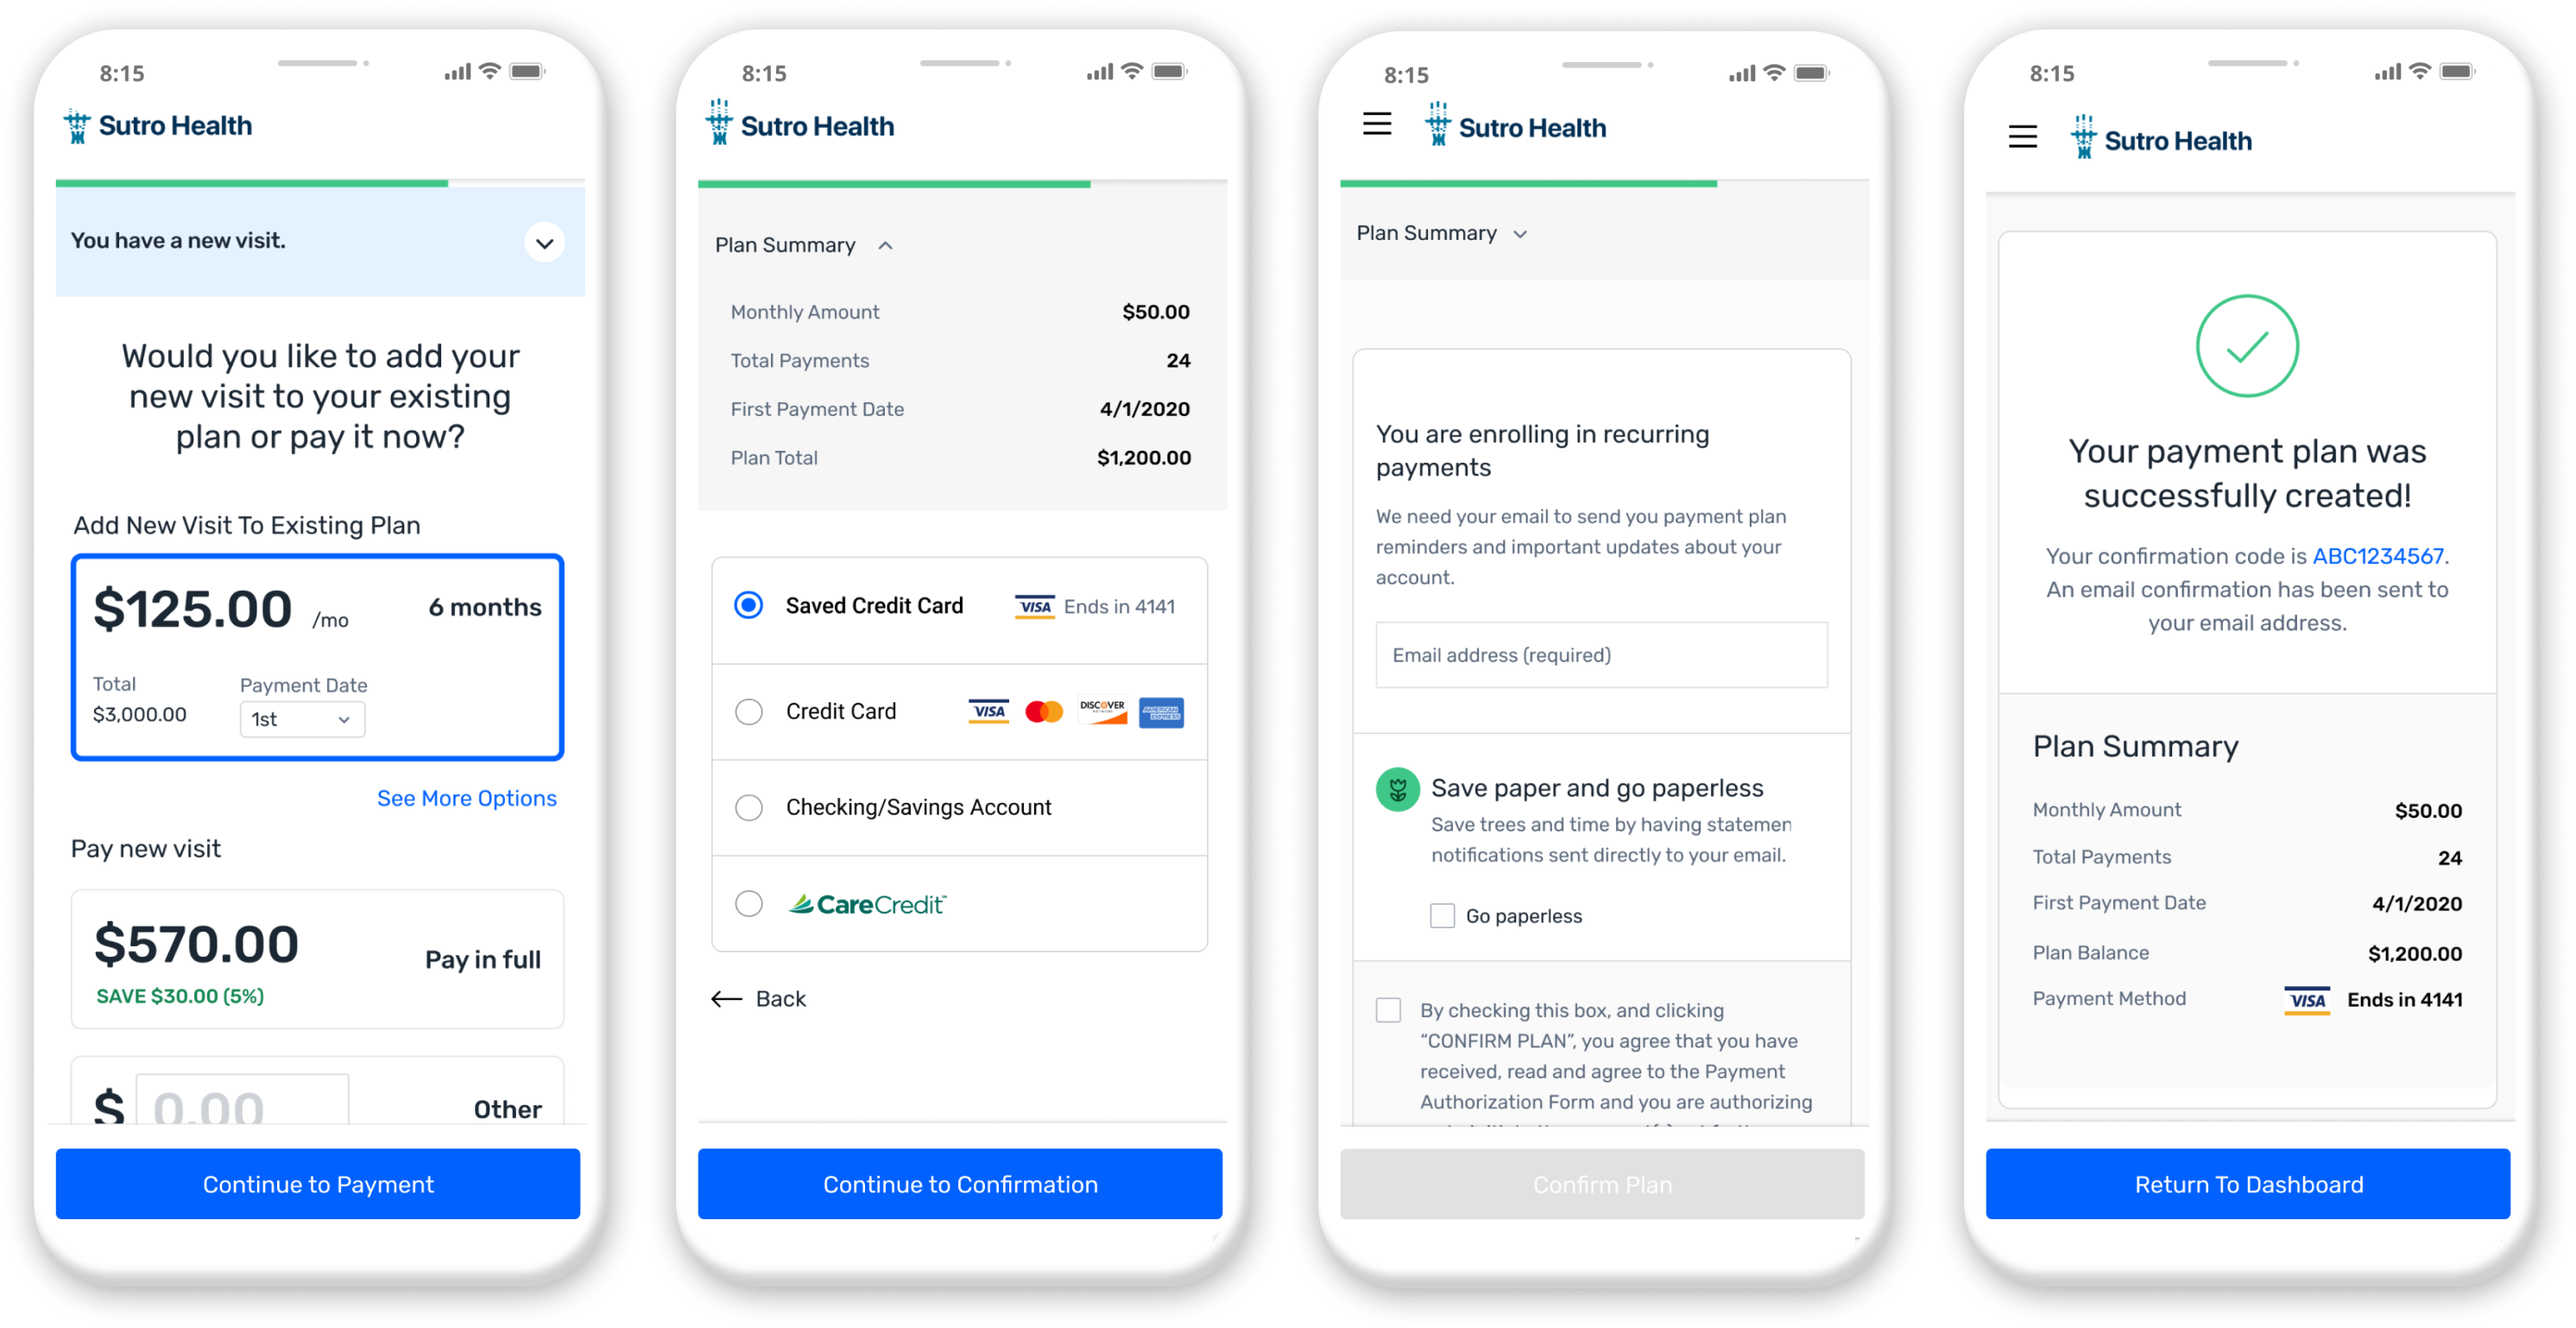 8:15
Sutro Health
You have a new visit.
Would you like to add your
new visit to your existing
plan or pay it now?
Add New Visit To Existing Plan
$125.00 /mo 6 months
Total Payment Date
$3,000.00 1st
See More Options
Pay new visit
$570.00 Pay in full
SAVE $30.00 (5%)
$ 0.00 Other
Continue to Payment
8:15
Sutro Health
Plan Summary
Monthly Amount $50.00
Total Payments 24
First Payment Date 4/1/2020
Plan Total $1,200.00
Saved Credit Card VISA Ends in 4141
Credit Card VISA DISCOVER AMERICAN EXPRESS
Checking/Savings Account
CareCredit
Back
Continue to Confirmation
8:15
Sutro Health
Plan Summary
You are enrolling in recurring
payments
We need your email to send you payment plan
reminders and important updates about your
account.
Email address (required)
Save paper and go paperless
Save trees and time by having statemen
notifications sent directly to your email.
Go paperless
By checking this box, and clicking
“CONFIRM PLAN”, you agree that you have
received, read and agree to the Payment
Authorization Form and you are authorizing
Confirm Plan
8:15
Sutro Health
Your payment plan was
successfully created!
Your confirmation code is ABC1234567.
An email confirmation has been sent to
your email address.
Plan Summary
Monthly Amount $50.00
Total Payments 24
First Payment Date 4/1/2020
Plan Balance $1,200.00
Payment Method VISA Ends in 4141
Return To Dashboard